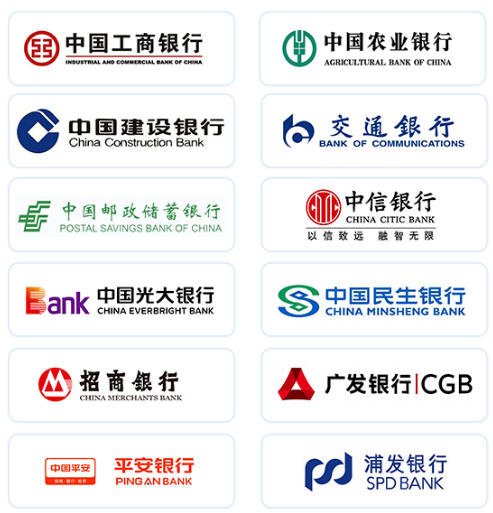 中国工商银行
INDUSTRIAL AND COMMERCIAL BANK OF CHINA
中国农业银行
AGRICULTURAL BANK OF CHINA
中国建设银行
China Construction Bank
交通銀行
BANK OF COMMUNICATIONS
中国邮政储蓄银行
POSTAL SAVINGS BANK OF CHINA
CITIC
中信银行
CHINA CITIC BANK
以信致远 融智无限
Bank
中国光大银行
CHINA EVERBRIGHT BANK
中国民生银行
CHINA MINSHENG BANK
招商银行
CHINA MERCHANTS BANK
广发银行|CGB
中国平安
保险·银行·投资
平安银行
PINGAN BANK
浦发银行
SPD BANK